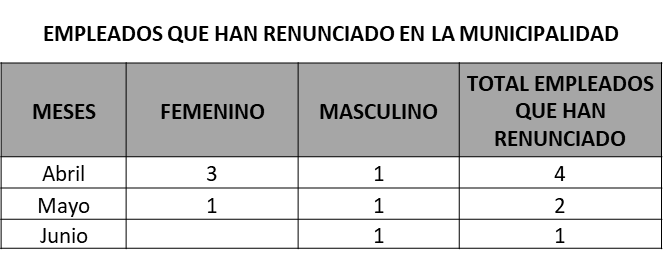 EMPLEADOS QUE HAN RENUNCIADO EN LA MUNICIPALIDAD
MESES FEMENINO MASCULINO TOTAL EMPLEADOS QUE HAN RENUNCIADO
Abril 3 1 4
Mayo 1 1 2
Junio 1 1